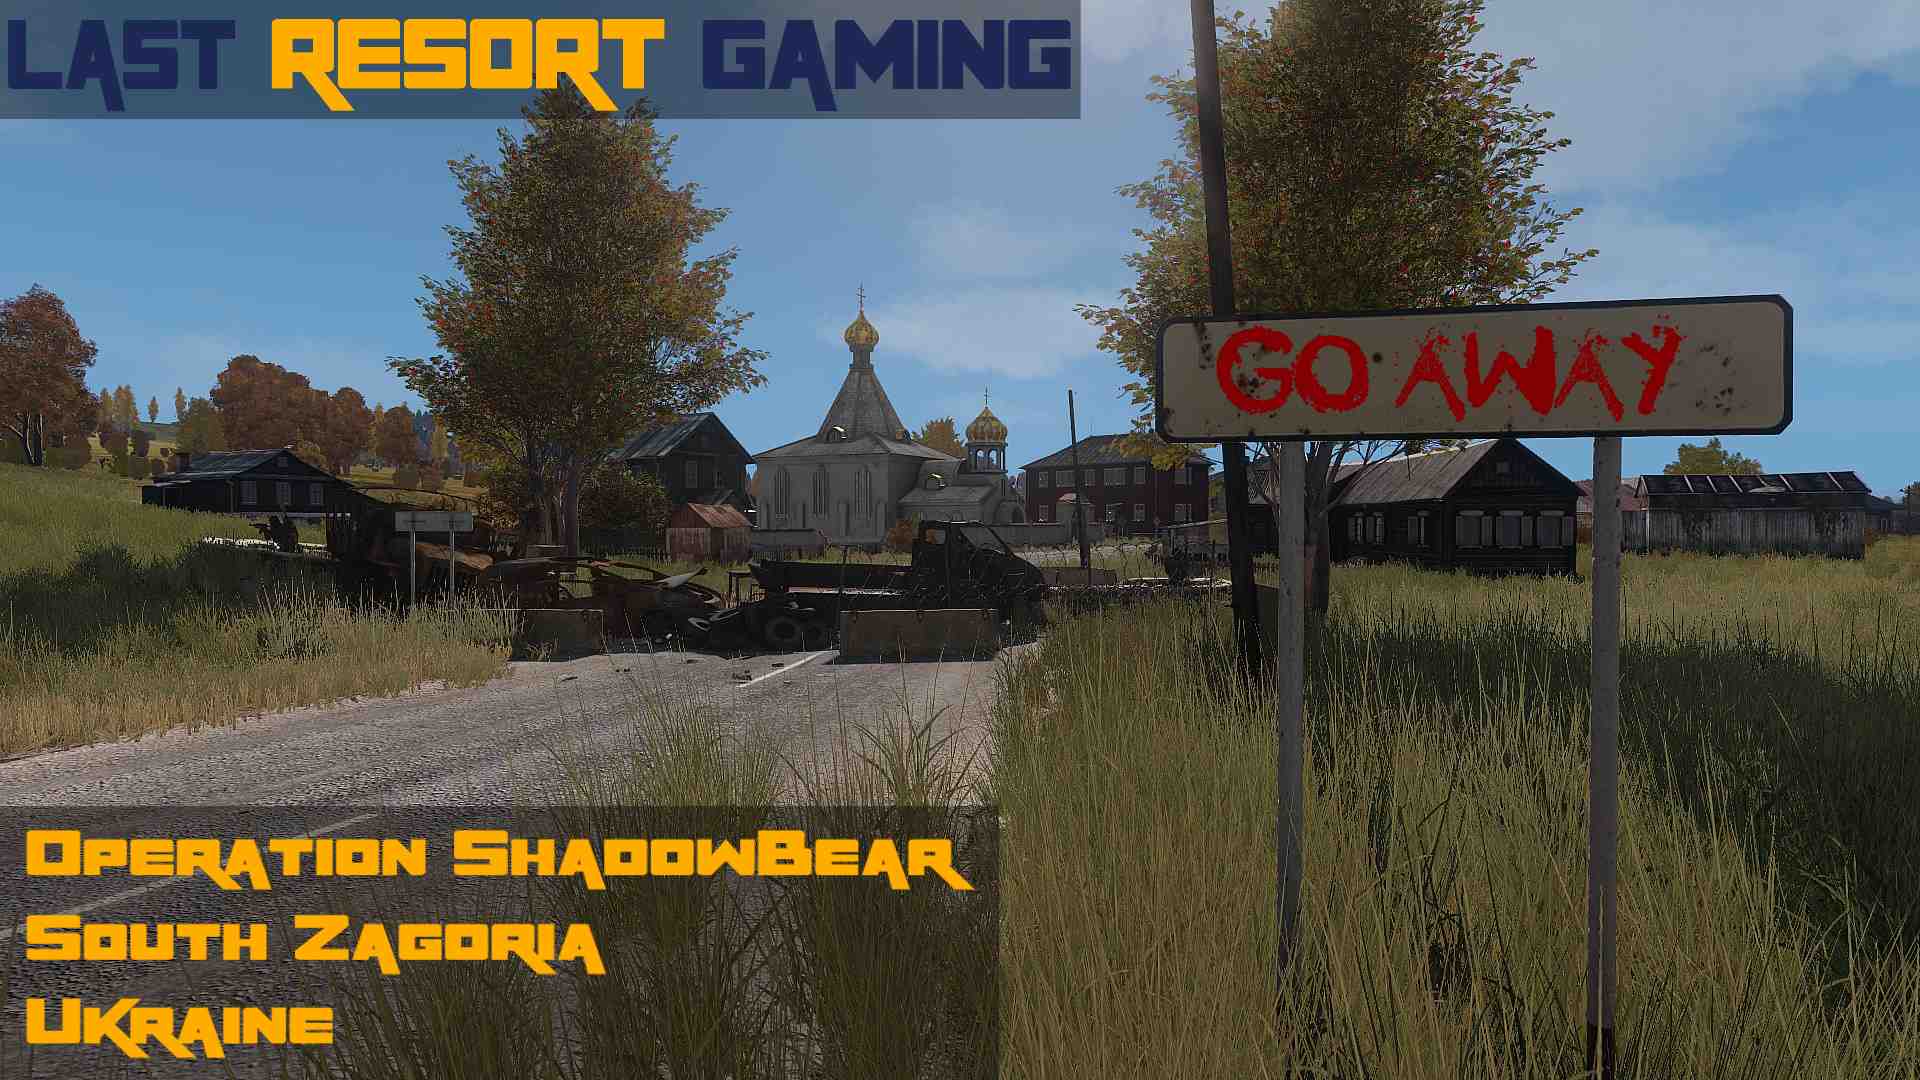 LAST RESORT GAMING
GO AWAY
Operation ShadowBear
South Zagoria
Ukraine